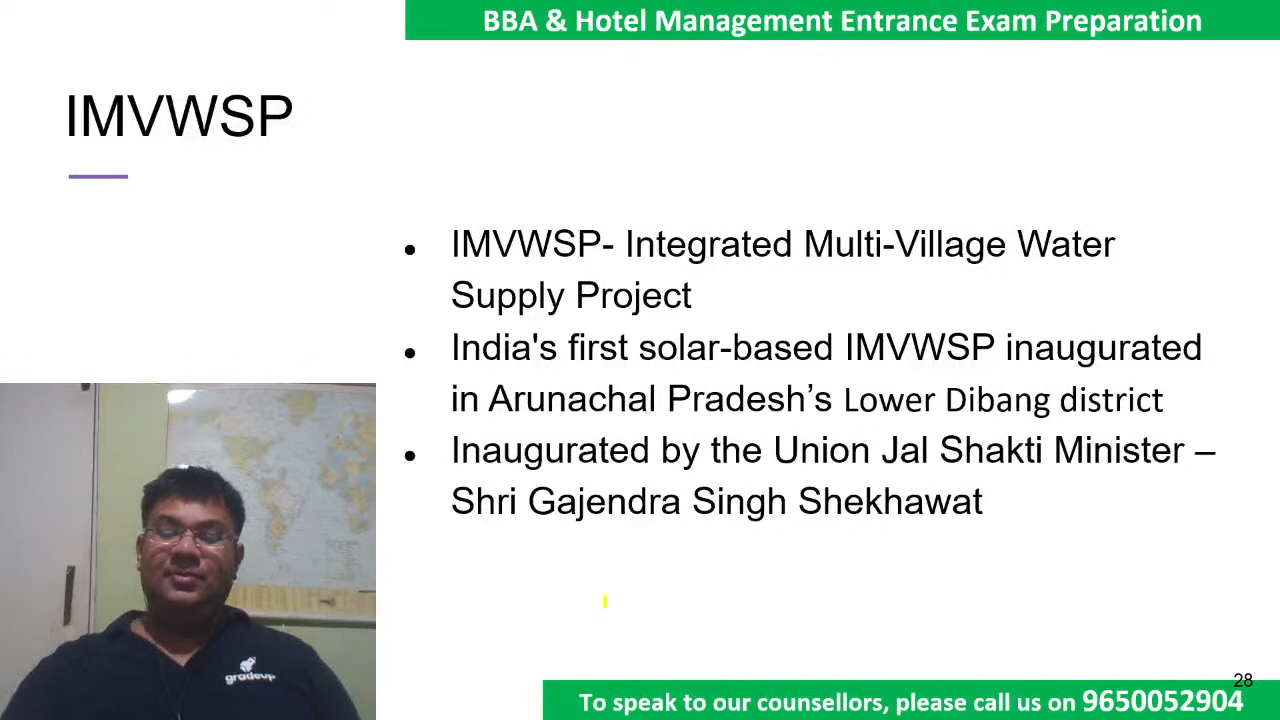 BBA & Hotel Management Entrance Exam Preparation
IMVWSP
● IMVWSP- Integrated Multi-Village Water
Supply Project
● India's first solar-based IMVWSP inaugurated
in Arunachal Pradesh’s Lower Dibang district
● Inaugurated by the Union Jal Shakti Minister –
Shri Gajendra Singh Shekhawat
gradeup
28
To speak to our counsellors, please call us on 9650052904